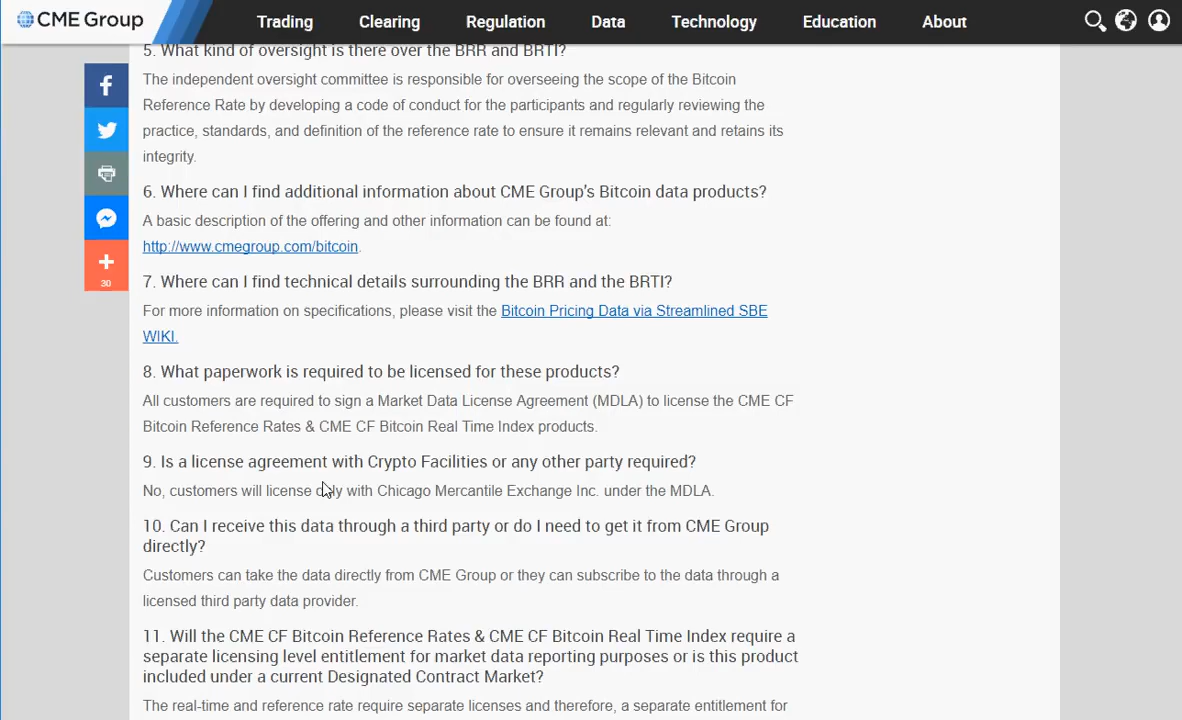 CME Group
Trading
Clearing
Regulation
Data
Technology
Education
About
5. What kind of oversight is there over the BRR and BRTI?
The independent oversight committee is responsible for overseeing the scope of the Bitcoin
Reference Rate by developing a code of conduct for the participants and regularly reviewing the
practice, standards, and definition of the reference rate to ensure it remains relevant and retains its
integrity.
6. Where can I find additional information about CME Group's Bitcoin data products?
A basic description of the offering and other information can be found at:
http://www.cmegroup.com/bitcoin.
30
7. Where can I find technical details surrounding the BRR and the BRTI?
For more information on specifications, please visit the Bitcoin Pricing Data via Streamlined SBE
WIKI.
8. What paperwork is required to be licensed for these products?
All customers are required to sign a Market Data License Agreement (MDLA) to license the CME CF
Bitcoin Reference Rates & CME CF Bitcoin Real Time Index products.
9. Is a license agreement with Crypto Facilities or any other party required?
No, customers will license only with Chicago Mercantile Exchange Inc. under the MDLA.
10. Can I receive this data through a third party or do I need to get it from CME Group
directly?
Customers can take the data directly from CME Group or they can subscribe to the data through a
licensed third party data provider.
11. Will the CME CF Bitcoin Reference Rates & CME CF Bitcoin Real Time Index require a
separate licensing level entitlement for market data reporting purposes or is this product
included under a current Designated Contract Market?
The real-time and reference rate require separate licenses and therefore, a separate entitlement for